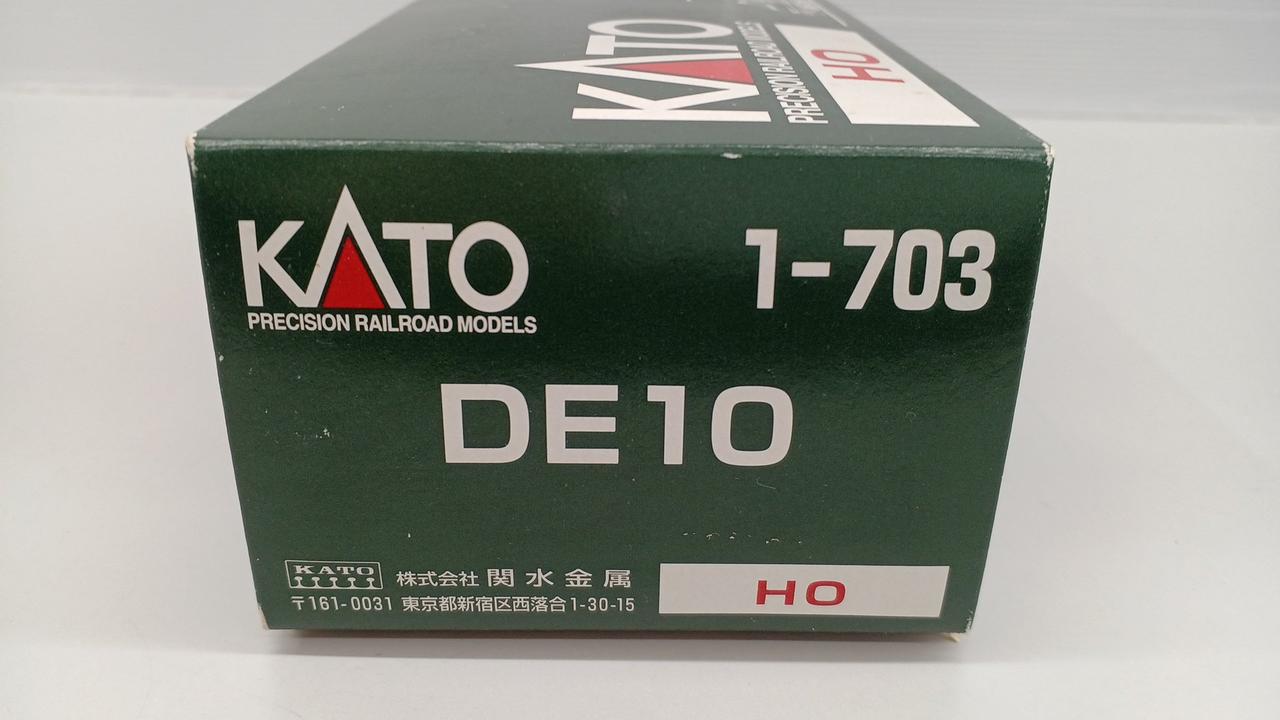 KATO
PRECISION RAILROAD MODELS
HO
KATO
PRECISION RAILROAD MODELS
1-703
DE10
KATO
株式会社 関水金属
〒161-0031 東京都新宿区西落合1-30-15
HO